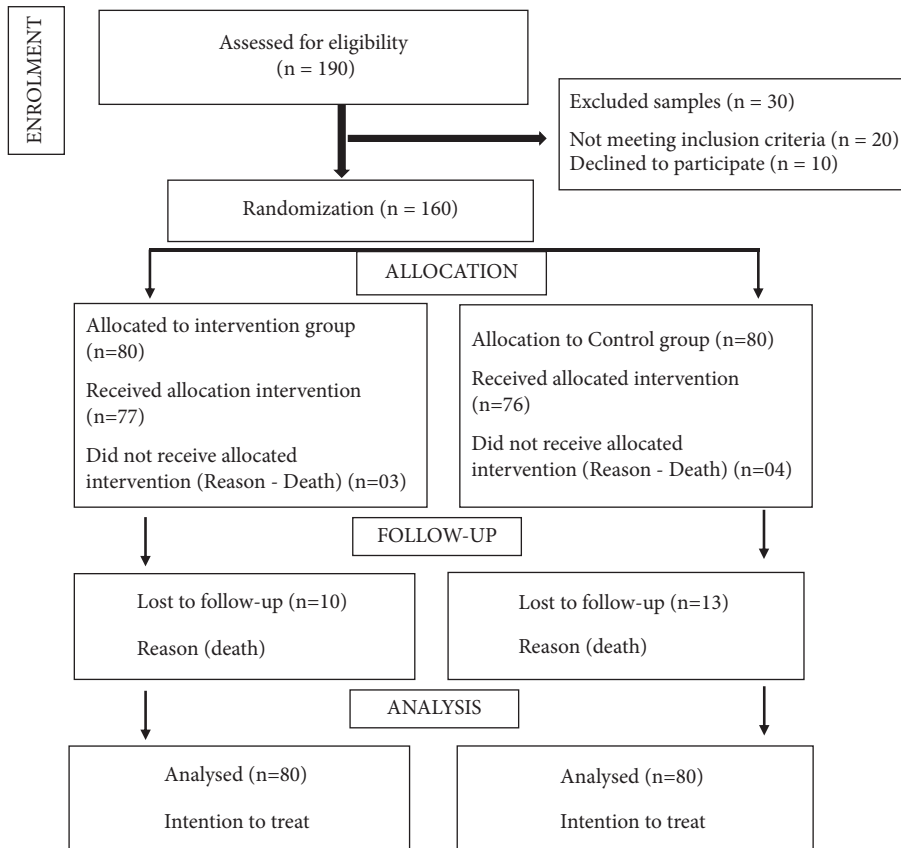 ENROLMENT
Assessed for eligibility
(n = 190)
Excluded samples (n = 30)
Not meeting inclusion criteria (n = 20)
Declined to participate (n = 10)
Randomization (n = 160)
ALLOCATION
Allocated to intervention group
(n=80)
Received allocation intervention
(n=77)
Did not receive allocated
intervention (Reason - Death) (n=03)
Allocation to Control group (n=80)
Received allocated intervention
(n=76)
Did not receive allocated
intervention (Reason - Death) (n=04)
FOLLOW-UP
Lost to follow-up (n=10)
Reason (death)
Lost to follow-up (n=13)
Reason (death)
ANALYSIS
Analysed (n=80)
Intention to treat
Analysed (n=80)
Intention to treat